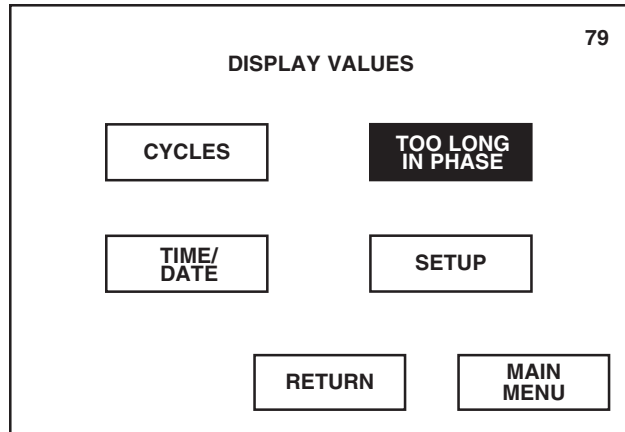 79
DISPLAY VALUES
CYCLES
TOO LONG
IN PHASE
TIME/
DATE
SETUP
RETURN
MAIN
MENU